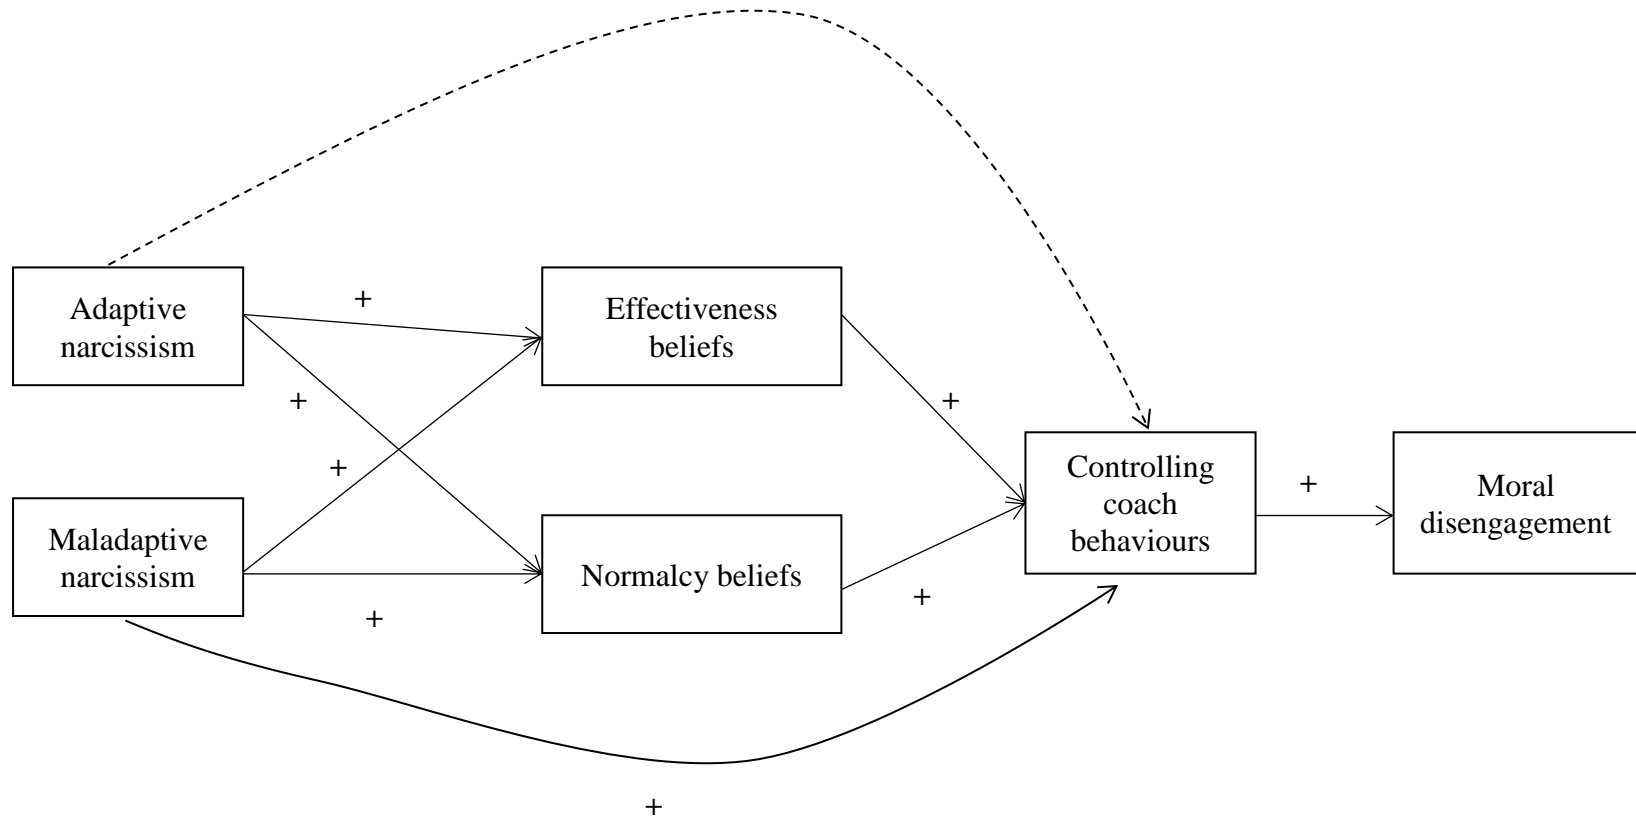 Adaptive
narcissism
+
Effectiveness
beliefs
+
+
+
Maladaptive
narcissism
+
Normalcy beliefs
+
Controlling
coach
behaviours
+
Moral
disengagement
+